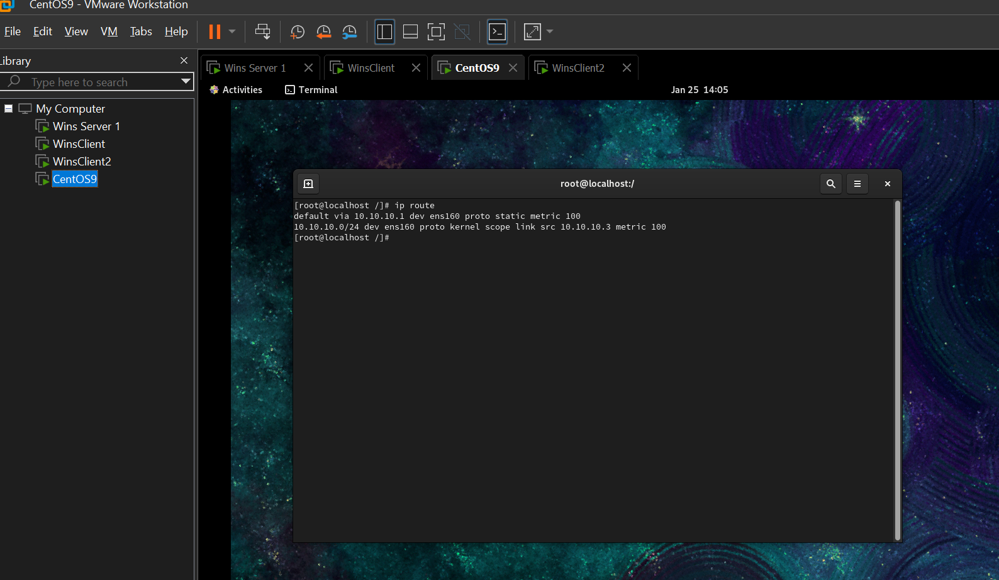 CentOS9 - VMware Workstation
File Edit View VM Tabs Help
Library
Type here to search
My Computer
Wins Server 1
WinsClient
WinsClient2
CentOS9
Wins Server 1 WinsClient CentOS9 WinsClient2
Activities Terminal Jan 25 14:05
root@localhost:/
[root@localhost /]# ip route
default via 10.10.10.1 dev ens160 proto static metric 100
10.10.10.0/24 dev ens160 proto kernel scope link src 10.10.10.3 metric 100
[root@localhost /]#